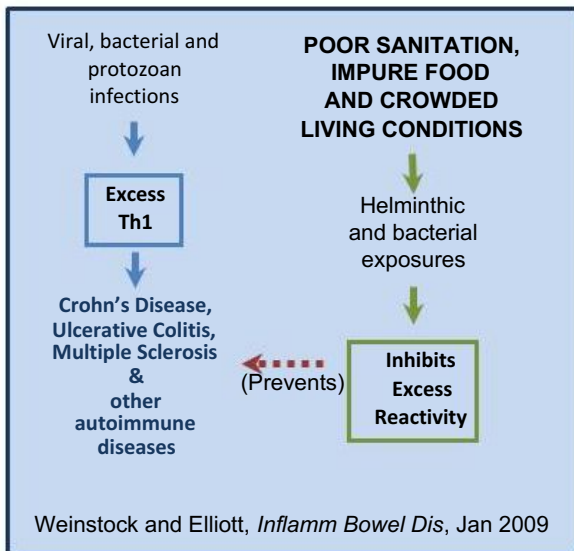 Viral, bacterial and
protozoan
infections
Excess
Th1
Crohn’s Disease,
Ulcerative Colitis,
Multiple Sclerosis
&
other
autoimmune
diseases
POOR SANITATION,
IMPURE FOOD
AND CROWDED
LIVING CONDITIONS
Helminthic
and bacterial
exposures
Inhibits
Excess
Reactivity
(Prevents)
Weinstock and Elliott, Inflamm Bowel Dis, Jan 2009